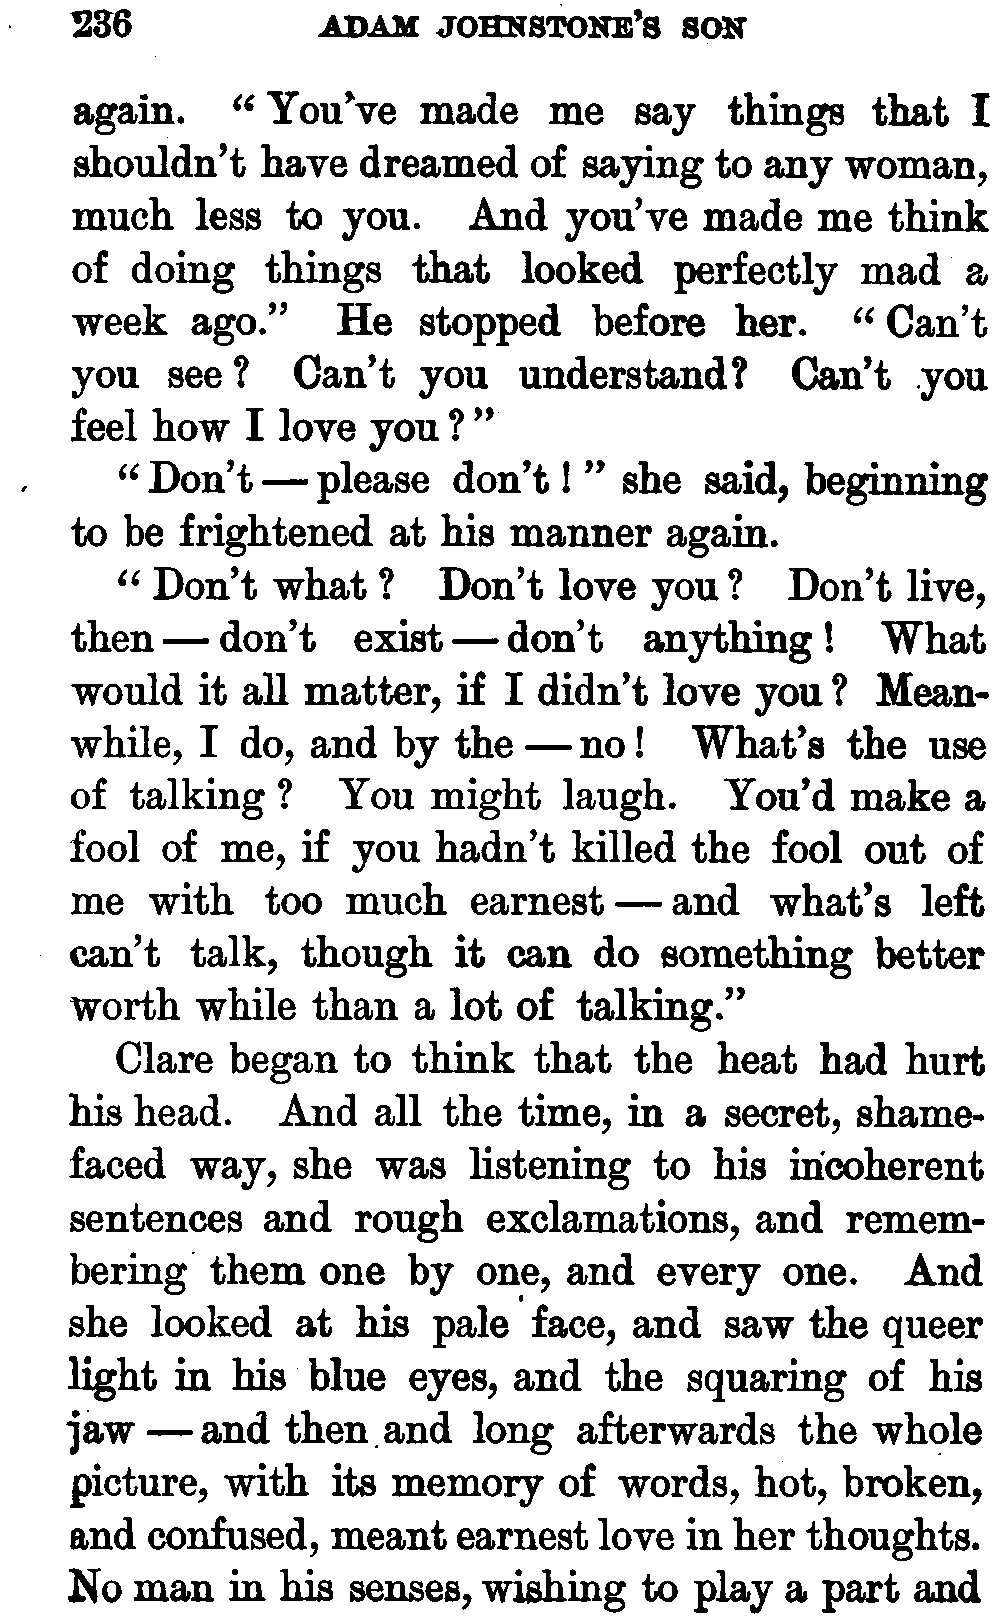 236 ADAM JOHNSTONE'S SON
again. "You've made me say things that I
shouldn't have dreamed of saying to any woman,
much less to you. And you've made me think
of doing things that looked perfectly mad a
week ago." He stopped before her. "Can't
you see? Can't you understand? Can't you
feel how I love you?"
"Don't — please don't!" she said, beginning
to be frightened at his manner again.
"Don't what? Don't love you? Don't live,
then — don't exist — don't anything! What
would it all matter, if I didn't love you? Mean-
while, I do, and by the — no! What's the use
of talking? You might laugh. You'd make a
fool of me, if you hadn't killed the fool out of
me with too much earnest — and what's left
can't talk, though it can do something better
worth while than a lot of talking."
Clare began to think that the heat had hurt
his head. And all the time, in a secret, shame-
faced way, she was listening to his incoherent
sentences and rough exclamations, and remem-
bering them one by one, and every one. And
she looked at his pale face, and saw the queer
light in his blue eyes, and the squaring of his
jaw — and then and long afterwards the whole
picture, with its memory of words, hot, broken,
and confused, meant earnest love in her thoughts.
No man in his senses, wishing to play a part and